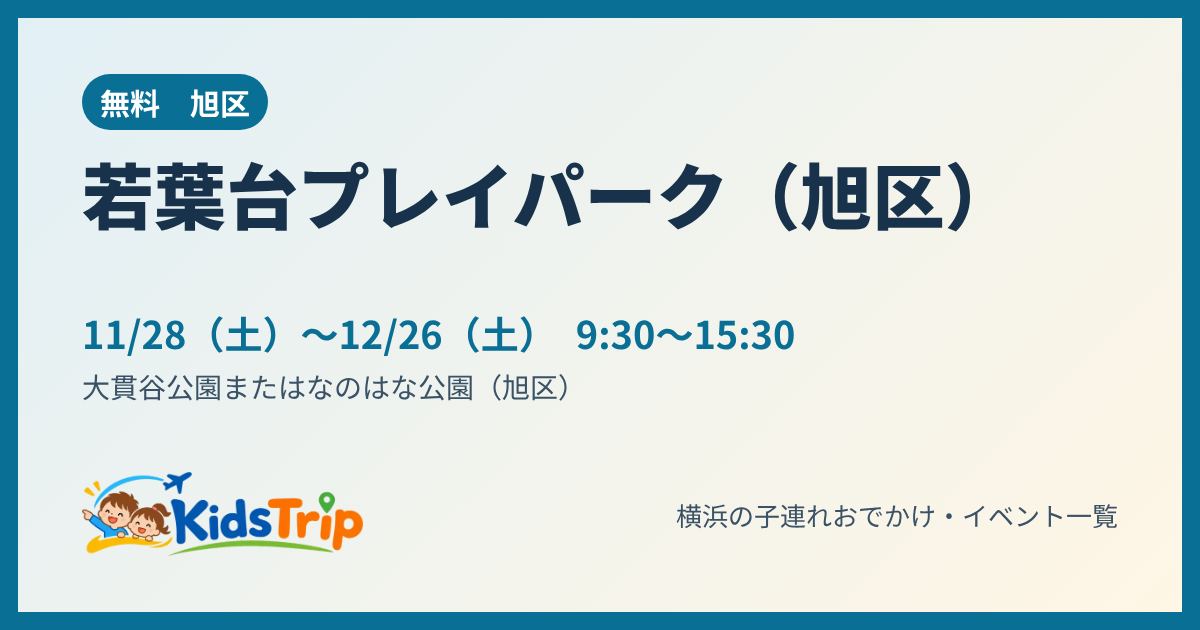 無料　旭区
若葉台プレイパーク（旭区）
11/28（土）〜12/26（土）　9:30〜15:30
大貫谷公園またはなのはな公園（旭区）
KidsTrip
横浜の子連れおでかけ・イベント一覧